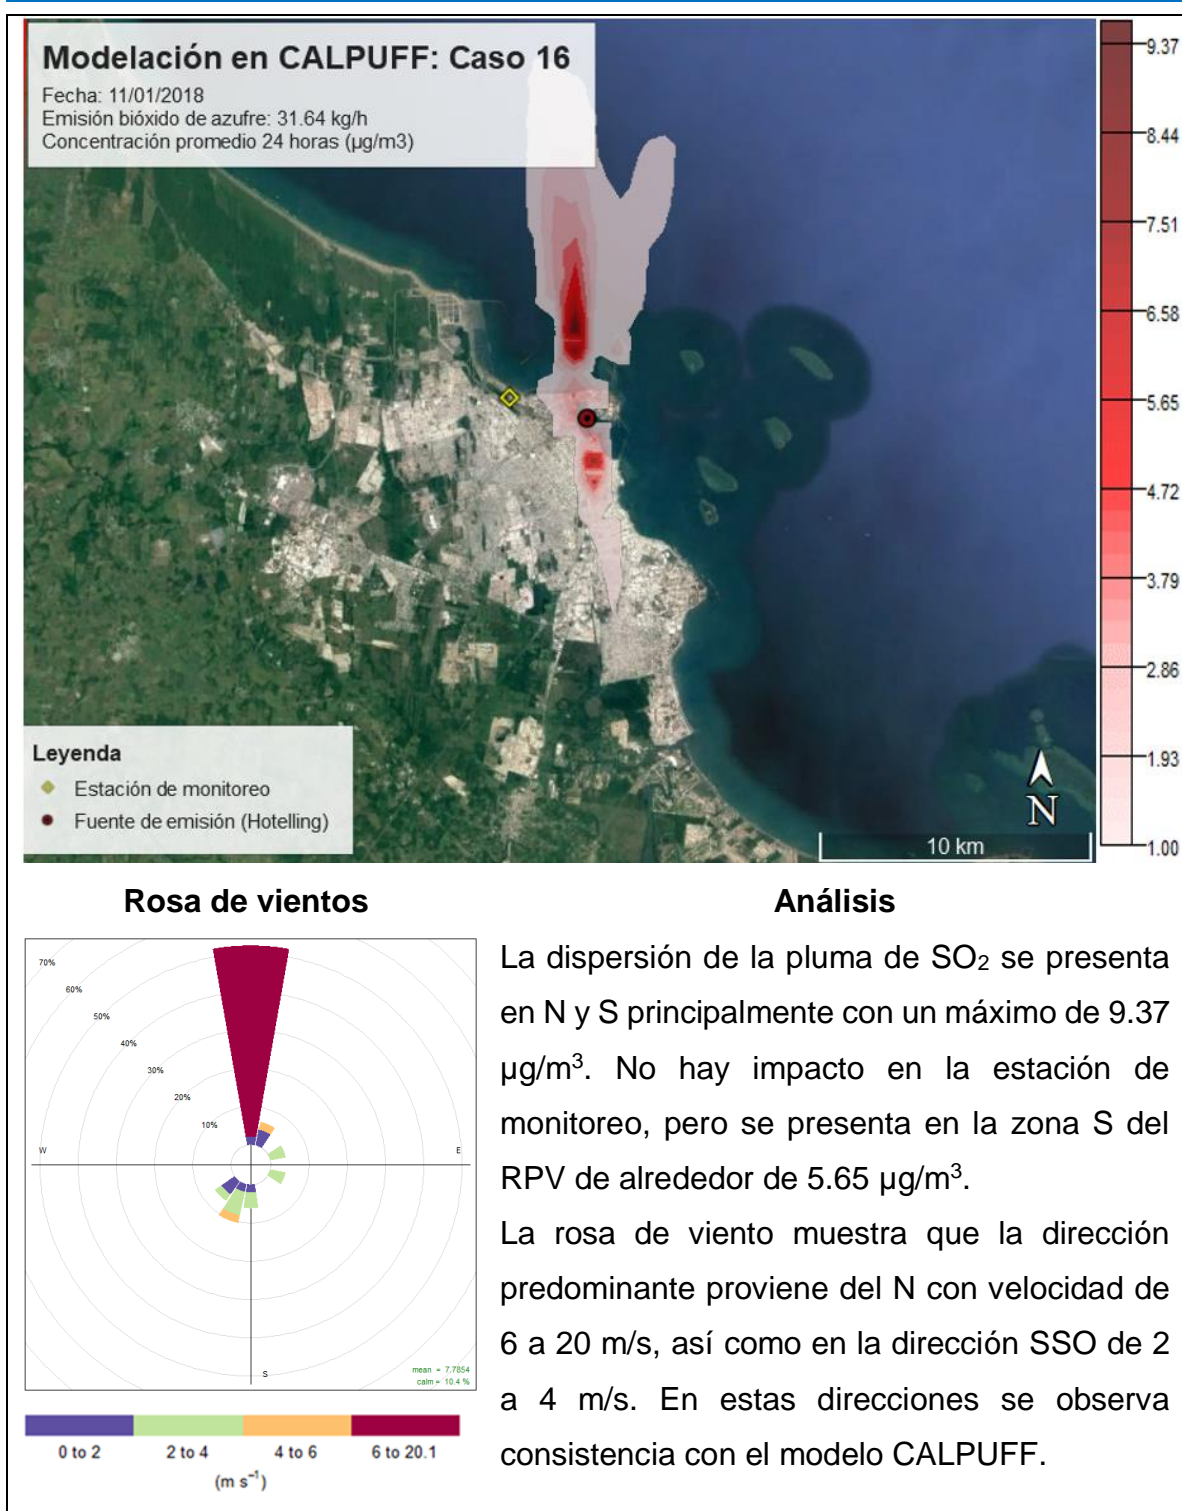 Modelación en CALPUFF: Caso 16
Fecha: 11/01/2018
Emisión bióxido de azufre: 31.64 kg/h
Concentración promedio 24 horas (µg/m3)
9.37
8.44
7.51
6.58
5.65
4.72
3.79
2.86
1.93
1.00
Leyenda
Estación de monitoreo
Fuente de emisión (Hotelling)
N
10 km
Rosa de vientos
70%
60%
50%
40%
30%
20%
10%
W
E
S
mean = 7.7854
calm = 10.4 %
0 to 2
2 to 4
4 to 6
6 to 20.1
(m s⁻¹)
Análisis
La dispersión de la pluma de SO₂ se presenta
en N y S principalmente con un máximo de 9.37
µg/m³. No hay impacto en la estación de
monitoreo, pero se presenta en la zona S del
RPV de alrededor de 5.65 µg/m³.
La rosa de viento muestra que la dirección
predominante proviene del N con velocidad de
6 a 20 m/s, así como en la dirección SSO de 2
a 4 m/s. En estas direcciones se observa
consistencia con el modelo CALPUFF.